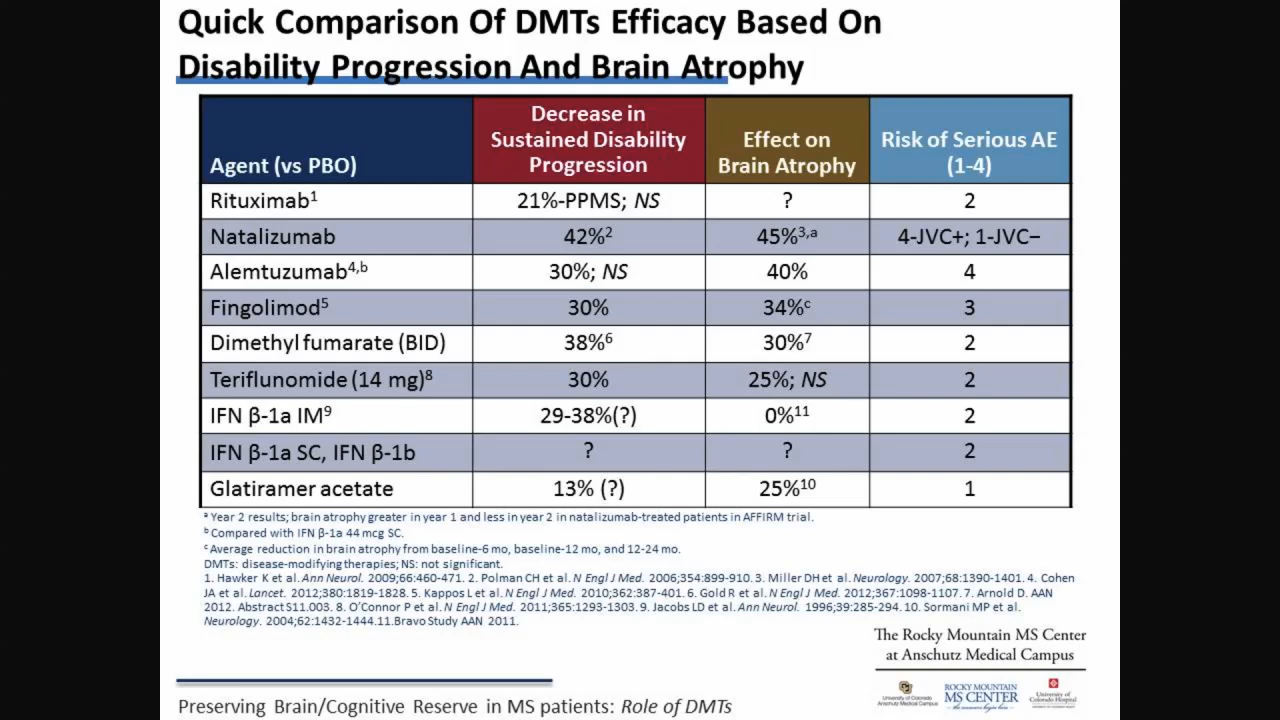 Quick Comparison Of DMTs Efficacy Based On
Disability Progression And Brain Atrophy
Agent (vs PBO)
Decrease in
Sustained Disability
Progression
Effect on
Brain Atrophy
Risk of Serious AE
(1-4)
Rituximab¹ 21%-PPMS; NS ? 2
Natalizumab 42%² 45%³,ᵃ 4-JVC+; 1-JVC−
Alemtuzumab⁴,ᵇ 30%; NS 40% 4
Fingolimod⁵ 30% 34%ᶜ 3
Dimethyl fumarate (BID) 38%⁶ 30%⁷ 2
Teriflunomide (14 mg)⁸ 30% 25%; NS 2
IFN β-1a IM⁹ 29-38%(?) 0%¹¹ 2
IFN β-1a SC, IFN β-1b ? ? 2
Glatiramer acetate 13% (?) 25%¹⁰ 1
ᵃ Year 2 results; brain atrophy greater in year 1 and less in year 2 in natalizumab-treated patients in AFFIRM trial.
ᵇ Compared with IFN β-1a 44 mcg SC.
ᶜ Average reduction in brain atrophy from baseline-6 mo, baseline-12 mo, and 12-24 mo.
DMTs: disease-modifying therapies; NS: not significant.
1. Hawker K et al. Ann Neurol. 2009;66:460-471. 2. Polman CH et al. N Engl J Med. 2006;354:899-910. 3. Miller DH et al. Neurology. 2007;68:1390-1401. 4. Cohen
JA et al. Lancet. 2012;380:1819-1828. 5. Kappos L et al. N Engl J Med. 2010;362:387-401. 6. Gold R et al. N Engl J Med. 2012;367:1098-1107. 7. Arnold D. AAN
2012. Abstract S11.003. 8. O’Connor P et al. N Engl J Med. 2011;365:1293-1303. 9. Jacobs LD et al. Ann Neurol. 1996;39:285-294. 10. Sormani MP et al.
Neurology. 2004;62:1432-1444.11.Bravo Study AAN 2011.
The Rocky Mountain MS Center
at Anschutz Medical Campus
University of Colorado
Anschutz Medical Campus
ROCKY MOUNTAIN
MS CENTER
University of
Colorado Hospital
Preserving Brain/Cognitive Reserve in MS patients: Role of DMTs